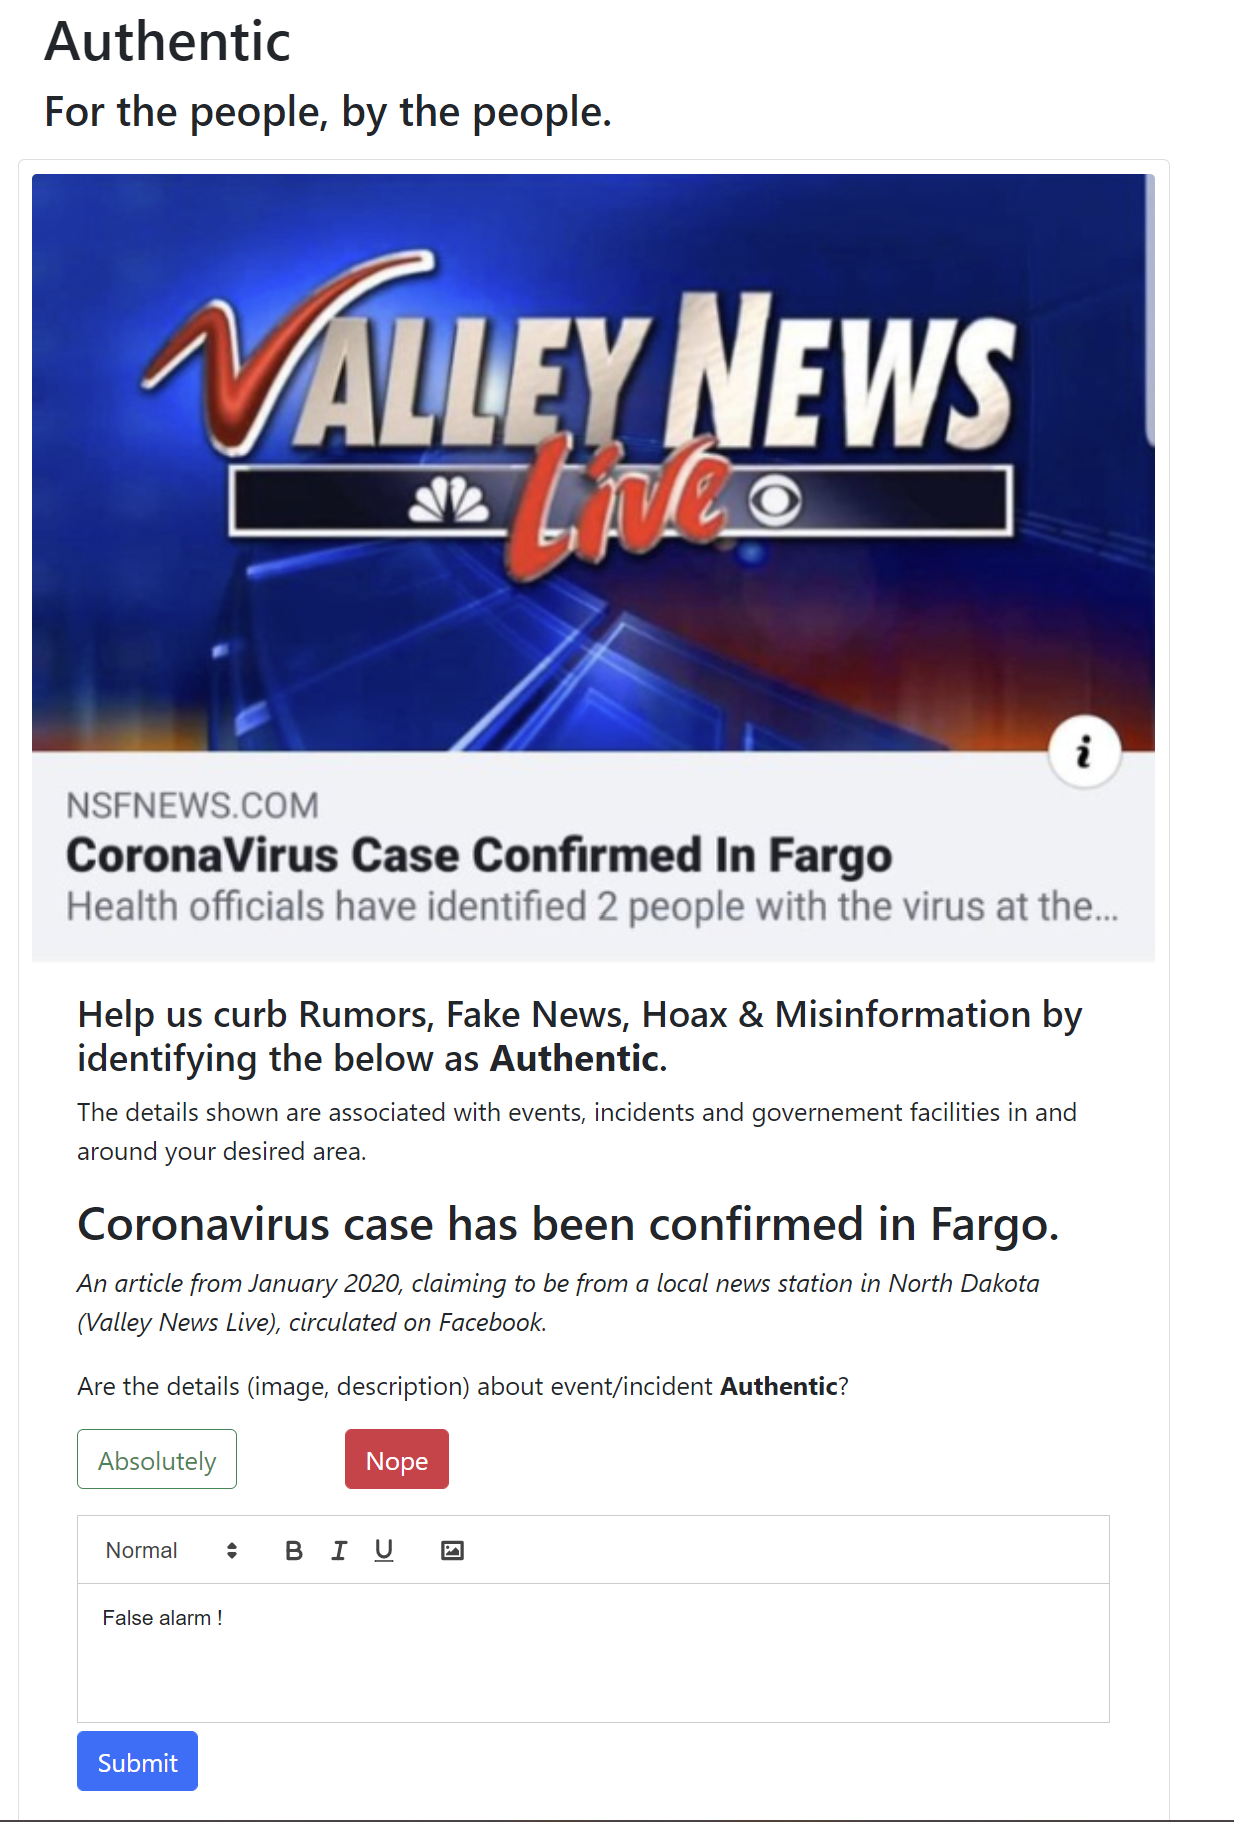 Authentic
For the people, by the people.
VALLEY NEWS
Live
NSFNEWS.COM
CoronaVirus Case Confirmed In Fargo
Health officials have identified 2 people with the virus at the...
Help us curb Rumors, Fake News, Hoax & Misinformation by
identifying the below as Authentic.
The details shown are associated with events, incidents and governement facilities in and
around your desired area.
Coronavirus case has been confirmed in Fargo.
An article from January 2020, claiming to be from a local news station in North Dakota
(Valley News Live), circulated on Facebook.
Are the details (image, description) about event/incident Authentic?
Absolutely Nope
Normal B I U
False alarm !
Submit